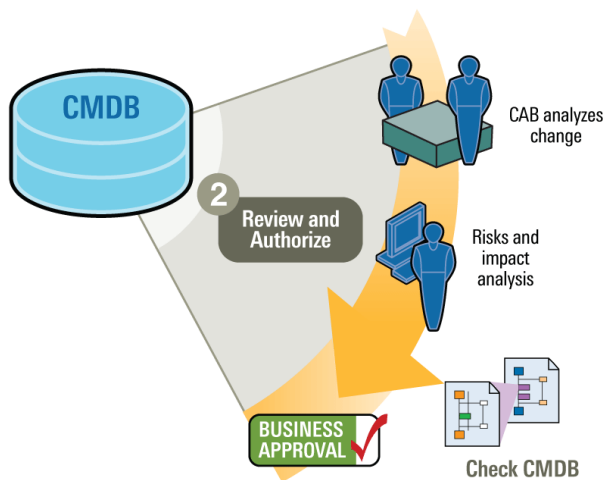 CMDB
CAB analyzes
change
2
Review and
Authorize
Risks and
impact
analysis
BUSINESS
APPROVAL
Check CMDB